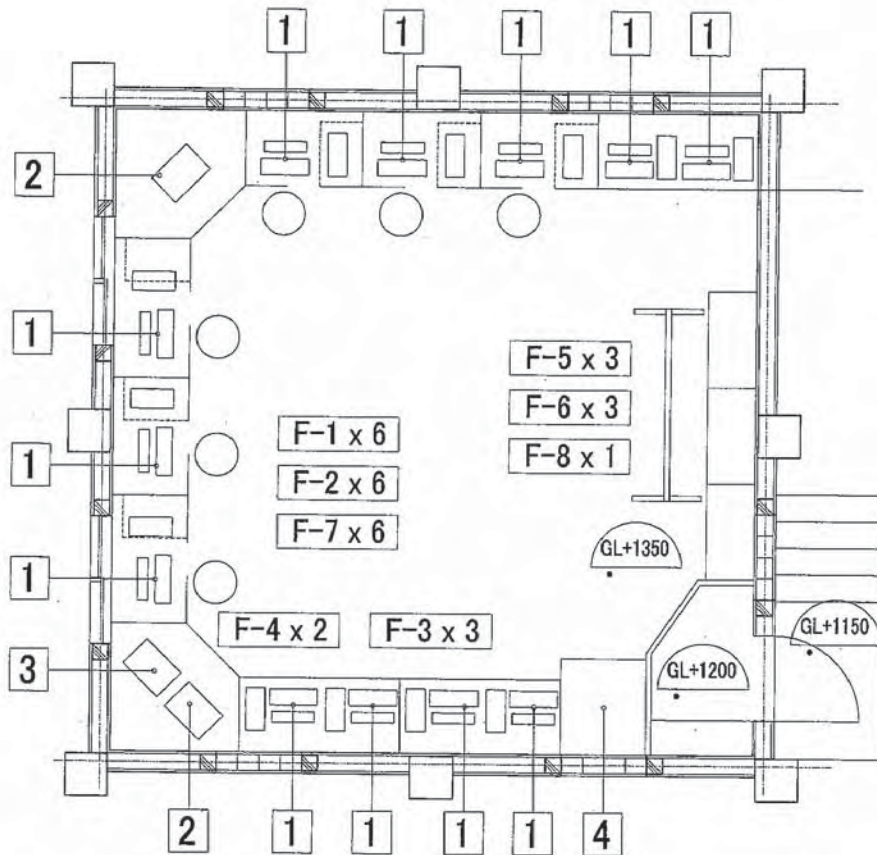 1 1 1 1 1
2
1
F-5 x 3
F-6 x 3
F-8 x 1
1
F-1 x 6
F-2 x 6
F-7 x 6
GL+1350
1
F-4 x 2 F-3 x 3
GL+1150
3
GL+1200
2 1 1 1 1 4